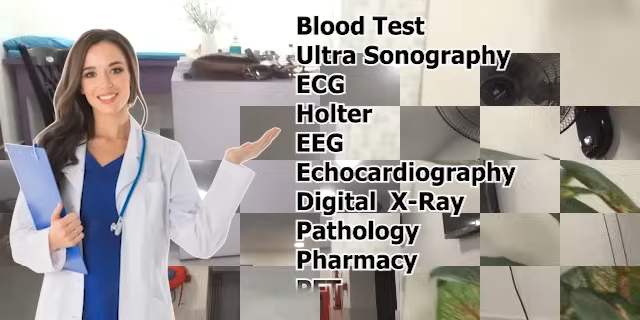 Blood Test
Ultra Sonography
ECG
Holter
EEG
Echocardiography
Digital X-Ray
Pathology
Pharmacy